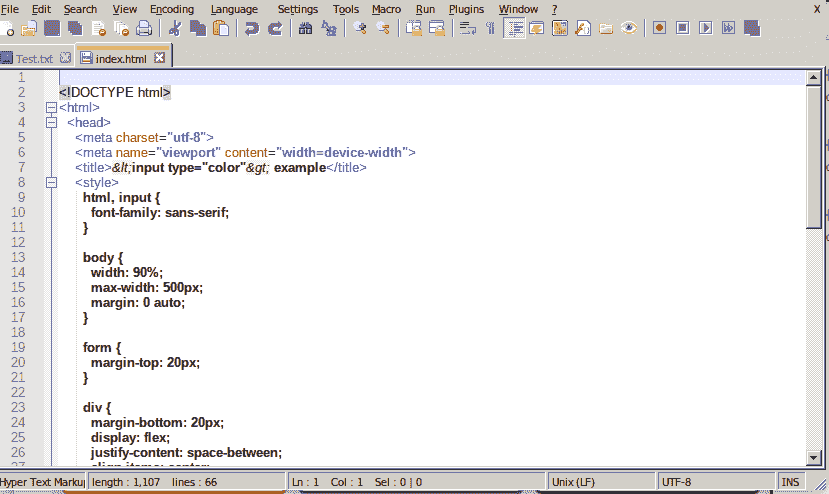 File Edit Search View Encoding Language Settings Tools Macro Run Plugins Window ? X
Test.txt index.html
1
2 <!DOCTYPE html>
3 <html>
4 <head>
5 <meta charset="utf-8">
6 <meta name="viewport" content="width=device-width">
7 <title>&lt;input type="color"&gt; example</title>
8 <style>
9 html, input {
10 font-family: sans-serif;
11 }
12
13 body {
14 width: 90%;
15 max-width: 500px;
16 margin: 0 auto;
17 }
18
19 form {
20 margin-top: 20px;
21 }
22
23 div {
24 margin-bottom: 20px;
25 display: flex;
26 justify-content: space-between;
27 align-items: center;
Hyper Text Marku length : 1,107 lines : 66 Ln : 1 Col : 1 Sel : 0 | 0 Unix (LF) UTF-8 INS